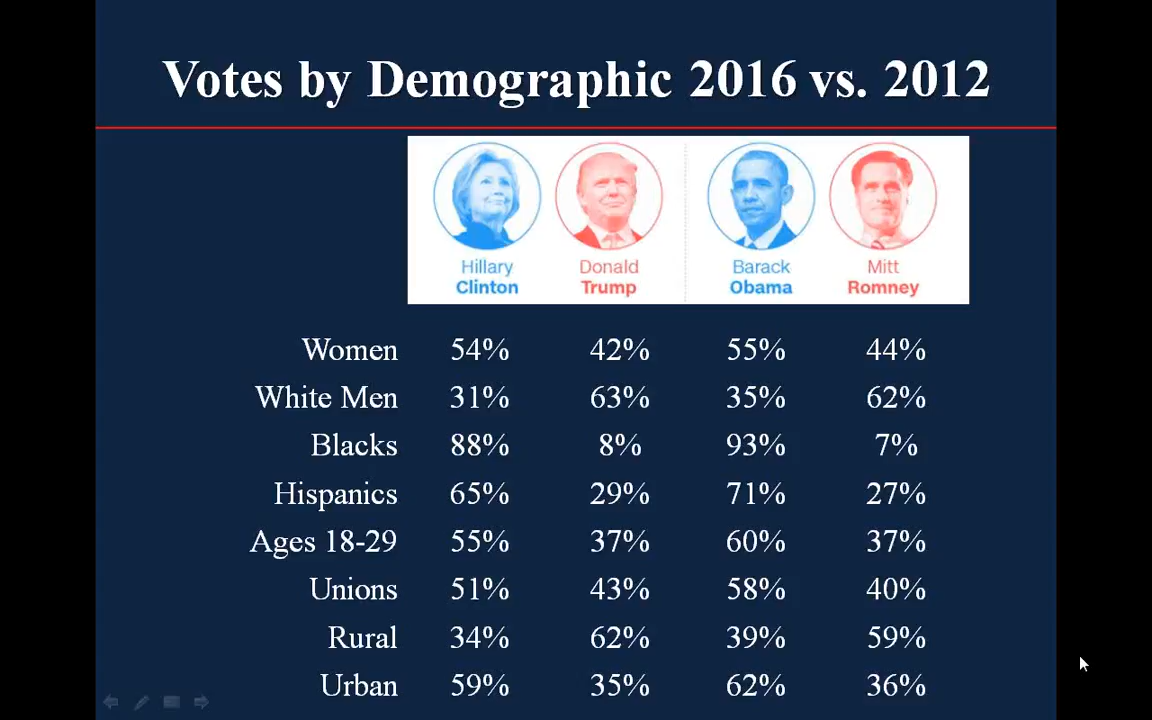 Votes by Demographic 2016 vs. 2012
Hillary Donald Barack Mitt
Clinton Trump Obama Romney
Women 54% 42% 55% 44%
White Men 31% 63% 35% 62%
Blacks 88% 8% 93% 7%
Hispanics 65% 29% 71% 27%
Ages 18-29 55% 37% 60% 37%
Unions 51% 43% 58% 40%
Rural 34% 62% 39% 59%
Urban 59% 35% 62% 36%